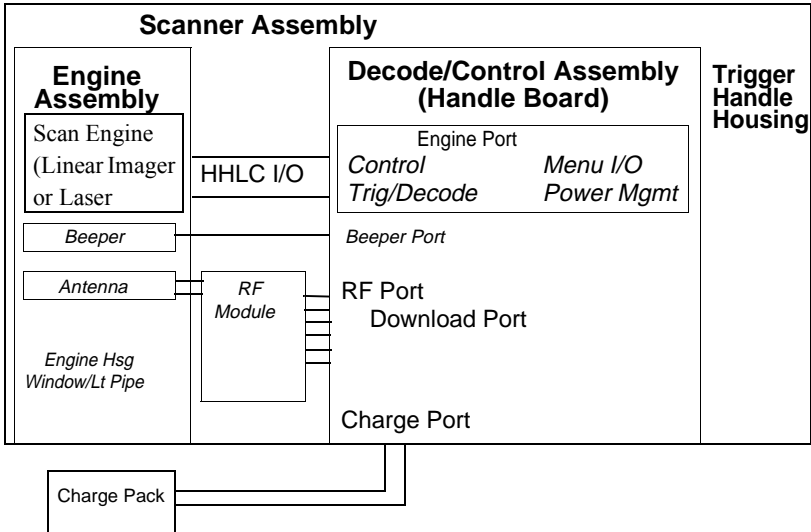 Scanner Assembly
Engine
Assembly
Scan Engine
(Linear Imager
or Laser
HHLC I/O
Decode/Control Assembly
(Handle Board)
Engine Port
Control Menu I/O
Trig/Decode Power Mgmt
Trigger
Handle
Housing
Beeper
Beeper Port
Antenna
RF
Module
RF Port
Download Port
Engine Hsg
Window/Lt Pipe
Charge Port
Charge Pack